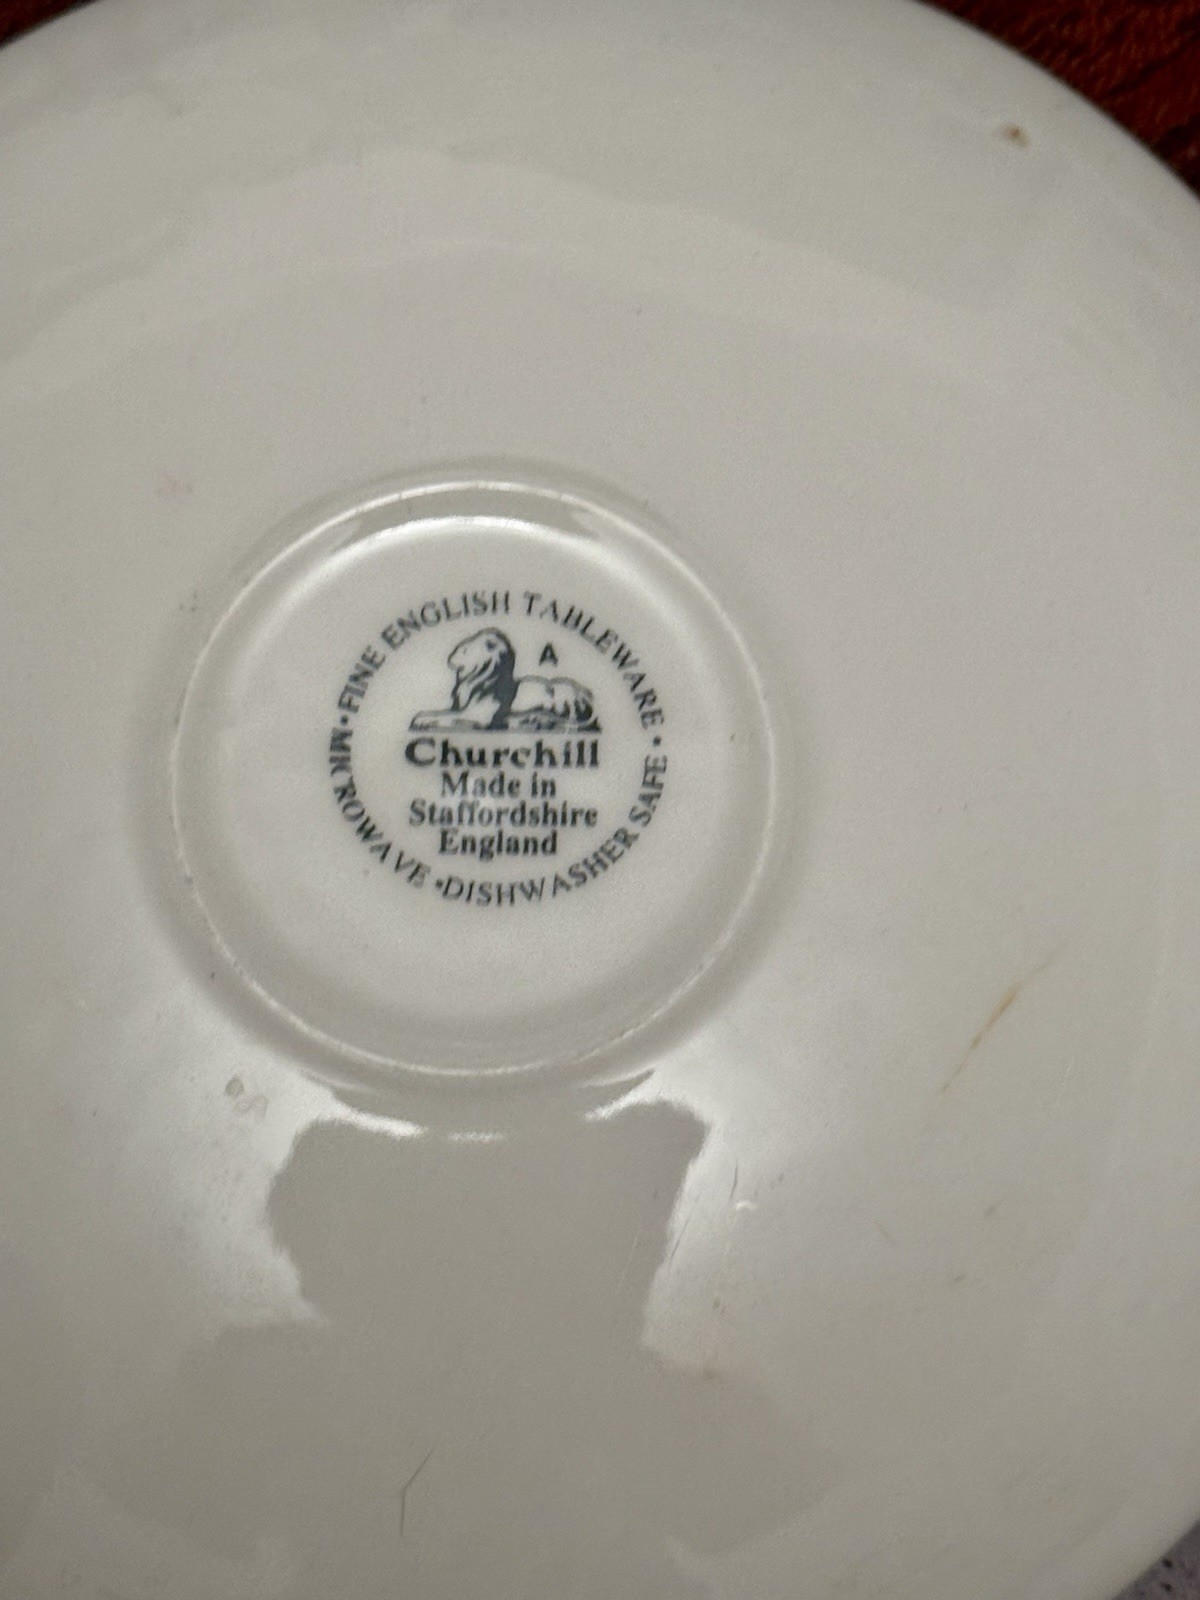 • FINE ENGLISH TABLEWARE •
A
Churchill
Made in
Staffordshire
England
MICROWAVE • DISHWASHER SAFE